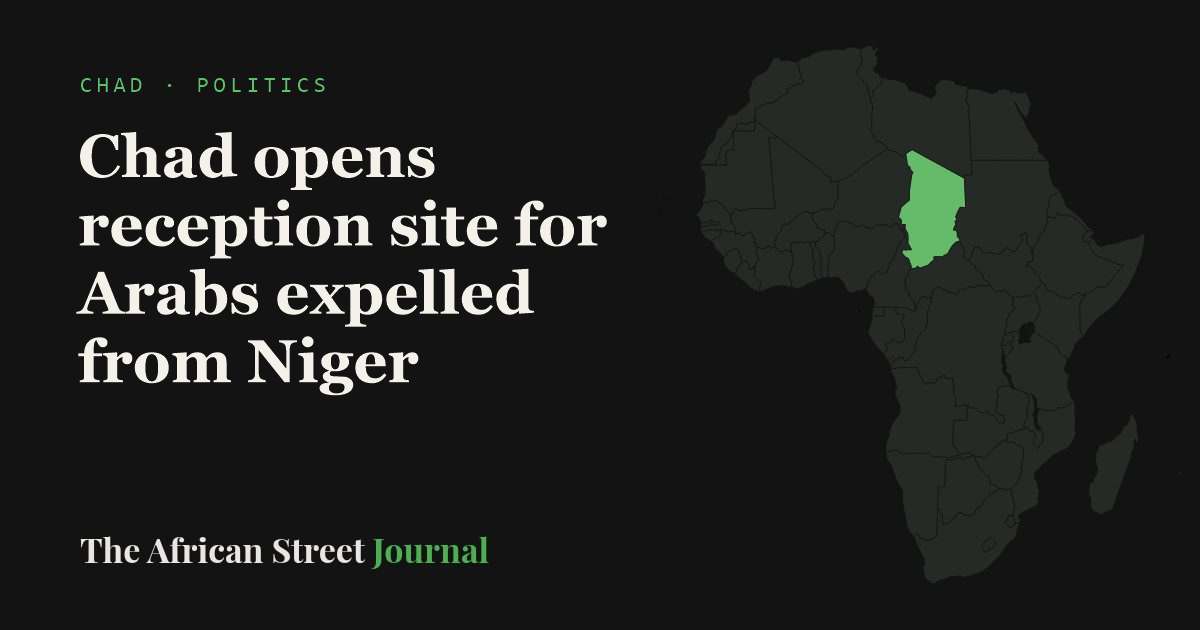 CHAD · POLITICS
Chad opens
reception site for
Arabs expelled
from Niger
The African Street Journal